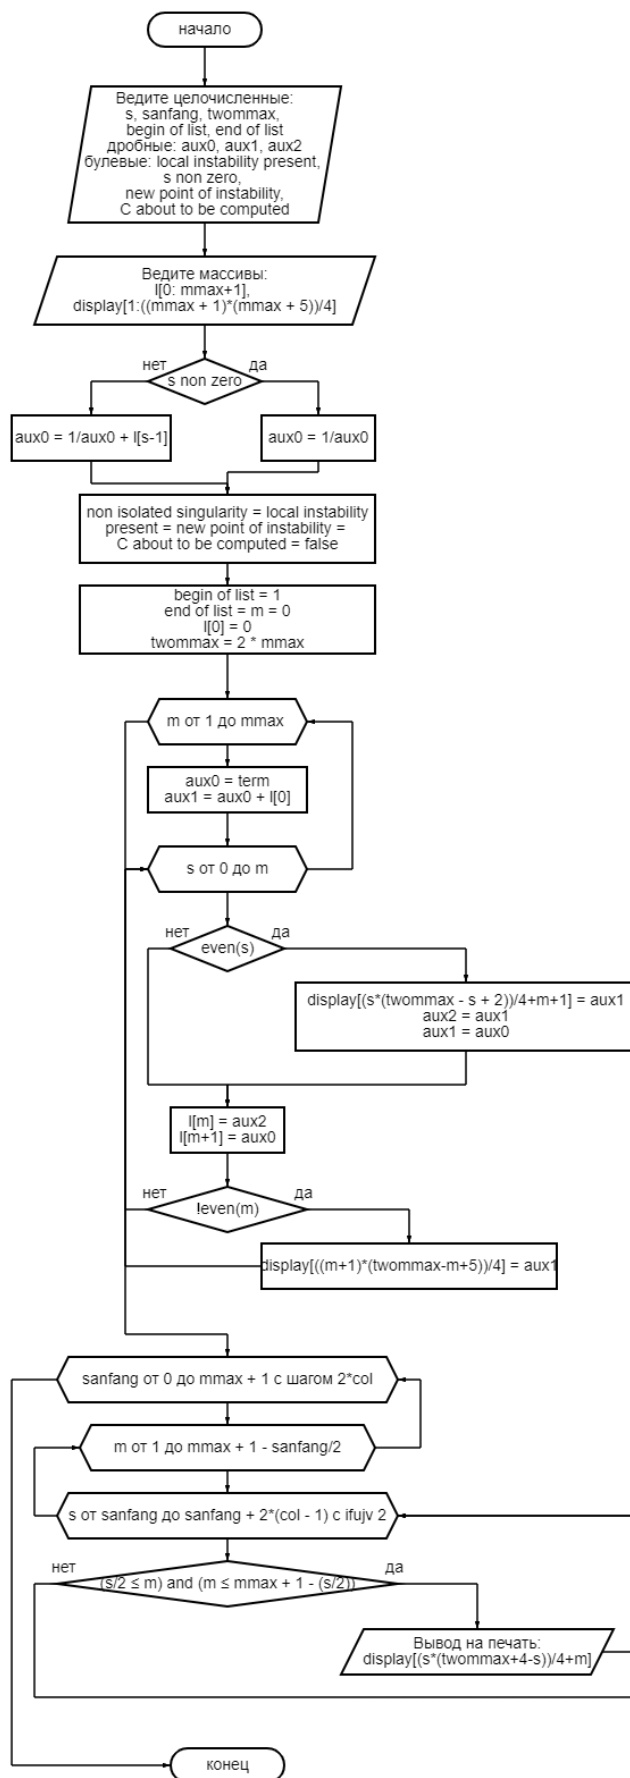 начало
Ведите целочисленные:
s, sanfang, twommax,
begin of list, end of list
дробные: aux0, aux1, aux2
булевые: local instability present,
s non zero,
new point of instability,
C about to be computed
Ведите массивы:
l[0: mmax+1],
display[1:((mmax + 1)*(mmax + 5))/4]
нет
да
s non zero
aux0 = 1/aux0 + l[s-1]
aux0 = 1/aux0
non isolated singularity = local instability
present = new point of instability =
C about to be computed = false
begin of list = 1
end of list = m = 0
l[0] = 0
twommax = 2 * mmax
m от 1 до mmax
aux0 = term
aux1 = aux0 + l[0]
s от 0 до m
нет
да
even(s)
display[(s*(twommax - s + 2))/4+m+1] = aux1
aux2 = aux1
aux1 = aux0
l[m] = aux2
l[m+1] = aux0
нет
да
!even(m)
display[((m+1)*(twommax-m+5))/4] = aux1
sanfang от 0 до mmax + 1 с шагом 2*col
m от 1 до mmax + 1 - sanfang/2
s от sanfang до sanfang + 2*(col - 1) с ifujv 2
нет
да
(s/2 ≤ m) and (m ≤ mmax + 1 - (s/2))
Вывод на печать:
display[(s*(twommax+4-s))/4+m]
конец